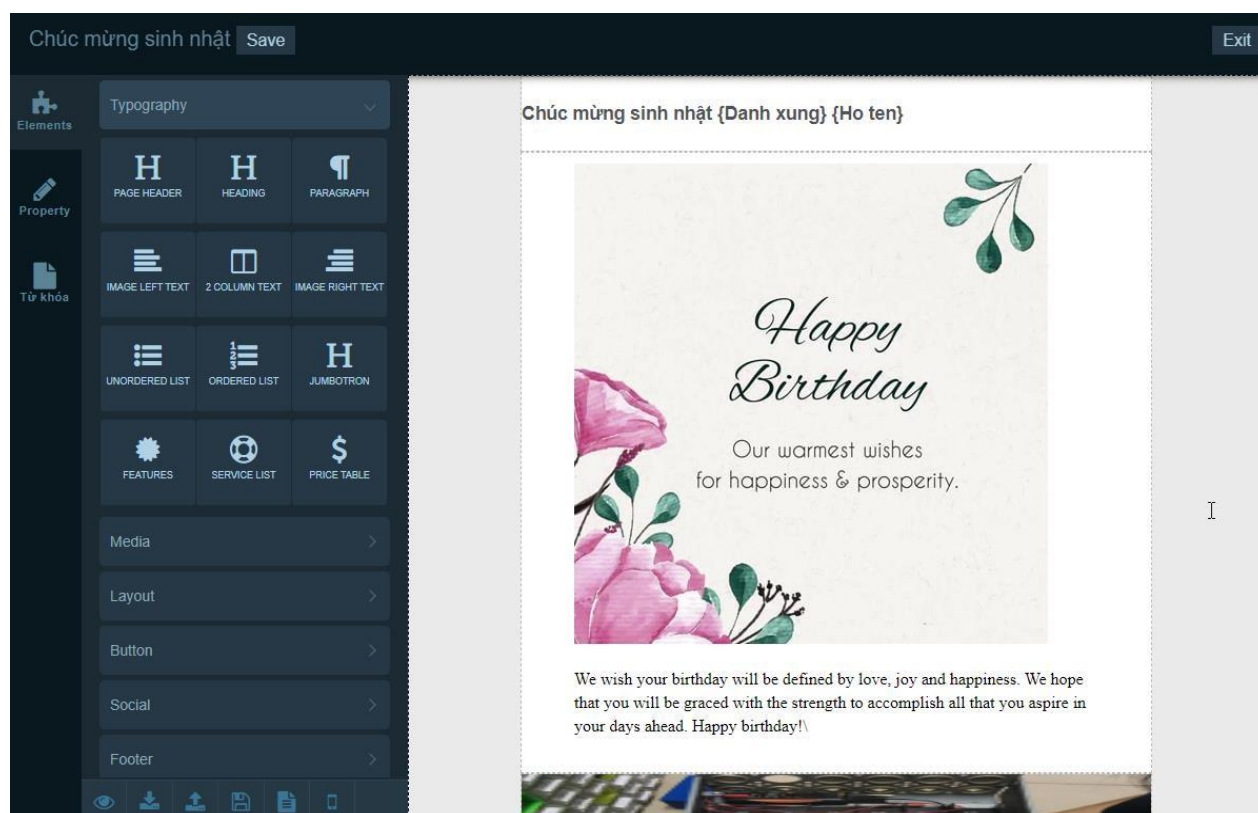 Chúc mừng sinh nhật Save
Exit
Elements
Property
Từ khóa
Typography
PAGE HEADER
HEADING
PARAGRAPH
IMAGE LEFT TEXT
2 COLUMN TEXT
IMAGE RIGHT TEXT
UNORDERED LIST
ORDERED LIST
JUMBOTRON
FEATURES
SERVICE LIST
PRICE TABLE
Media
Layout
Button
Social
Footer
Chúc mừng sinh nhật {Danh xung} {Ho ten}
Happy
Birthday
Our warmest wishes
for happiness & prosperity.
We wish your birthday will be defined by love, joy and happiness. We hope
that you will be graced with the strength to accomplish all that you aspire in
your days ahead. Happy birthday!\